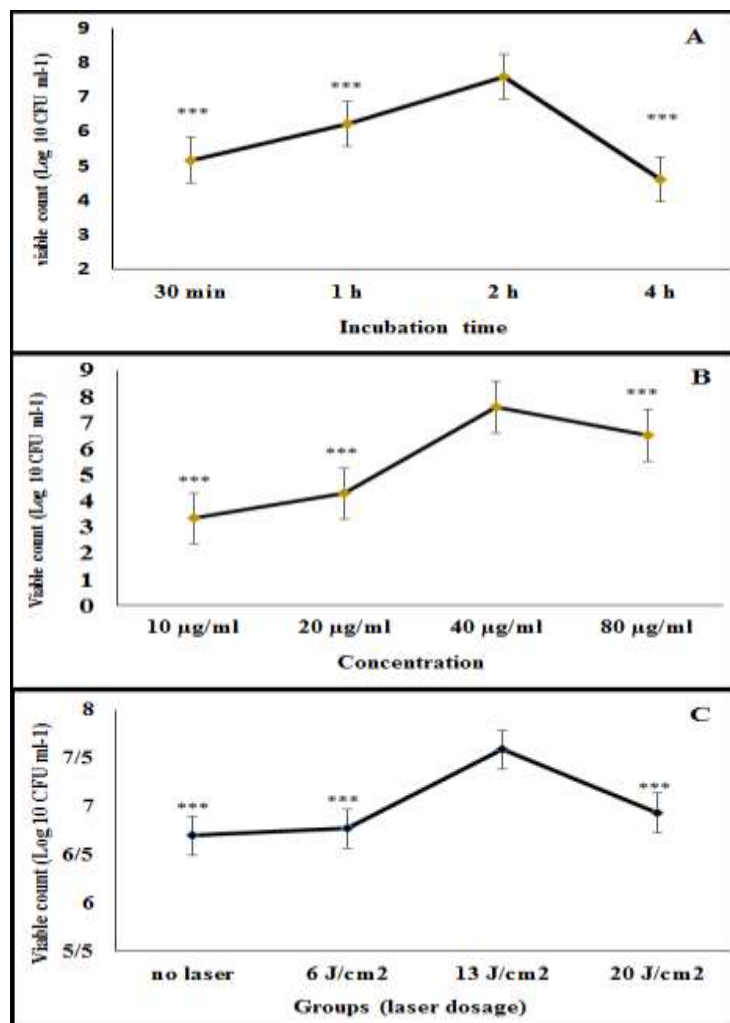 A
viable count (Log 10 CFU ml-1)
9
8
7
6
5
4
3
2
***
***
***
30 min 1 h 2 h 4 h
Incubation time
B
Viable count (Log 10 CFU ml-1)
9
8
7
6
5
4
3
2
1
0
***
***
***
10 µg/ml 20 µg/ml 40 µg/ml 80 µg/ml
Concentration
C
Viable count (Log 10 CFU ml-1)
8
7/5
7
6/5
6
5/5
***
***
***
no laser 6 J/cm2 13 J/cm2 20 J/cm2
Groups (laser dosage)